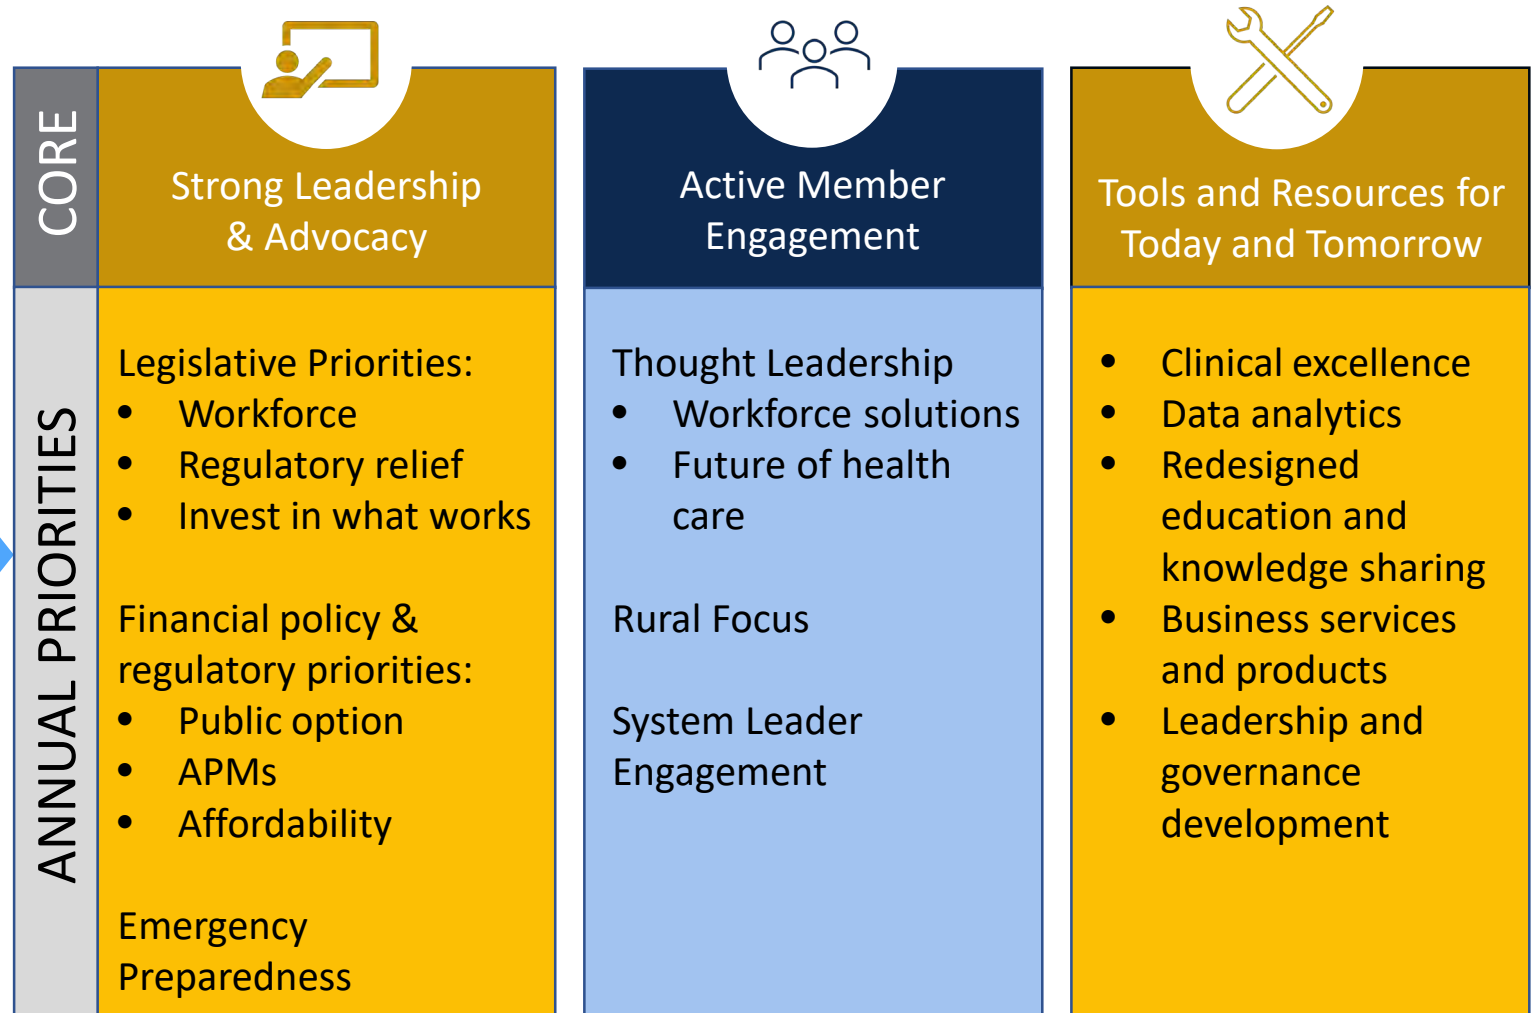 CORE
Strong Leadership
& Advocacy
Active Member
Engagement
Tools and Resources for
Today and Tomorrow
ANNUAL PRIORITIES
Legislative Priorities:
• Workforce
• Regulatory relief
• Invest in what works
Financial policy &
regulatory priorities:
• Public option
• APMs
• Affordability
Emergency
Preparedness
Thought Leadership
• Workforce solutions
• Future of health
care
Rural Focus
System Leader
Engagement
• Clinical excellence
• Data analytics
• Redesigned
education and
knowledge sharing
• Business services
and products
• Leadership and
governance
development